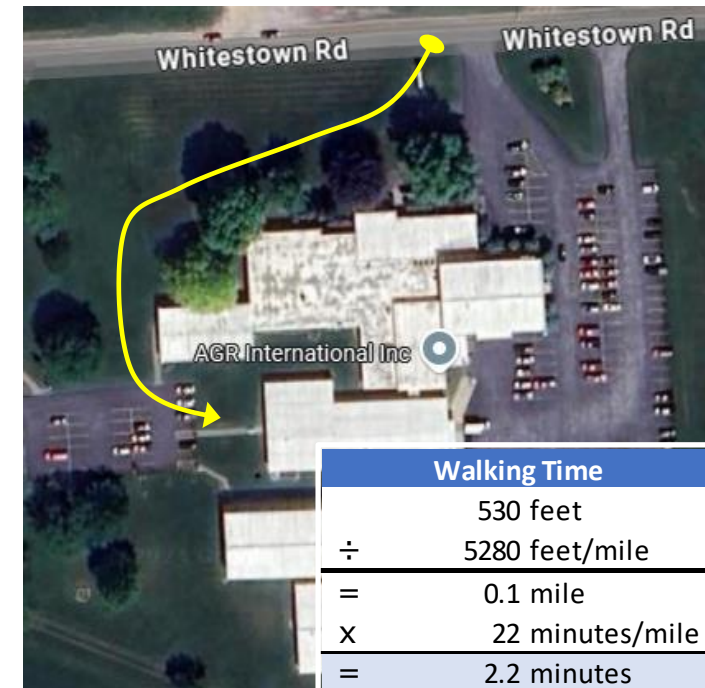 Whitestown Rd
Whitestown Rd
AGR International Inc
Walking Time
530 feet
÷ 5280 feet/mile
= 0.1 mile
x 22 minutes/mile
= 2.2 minutes